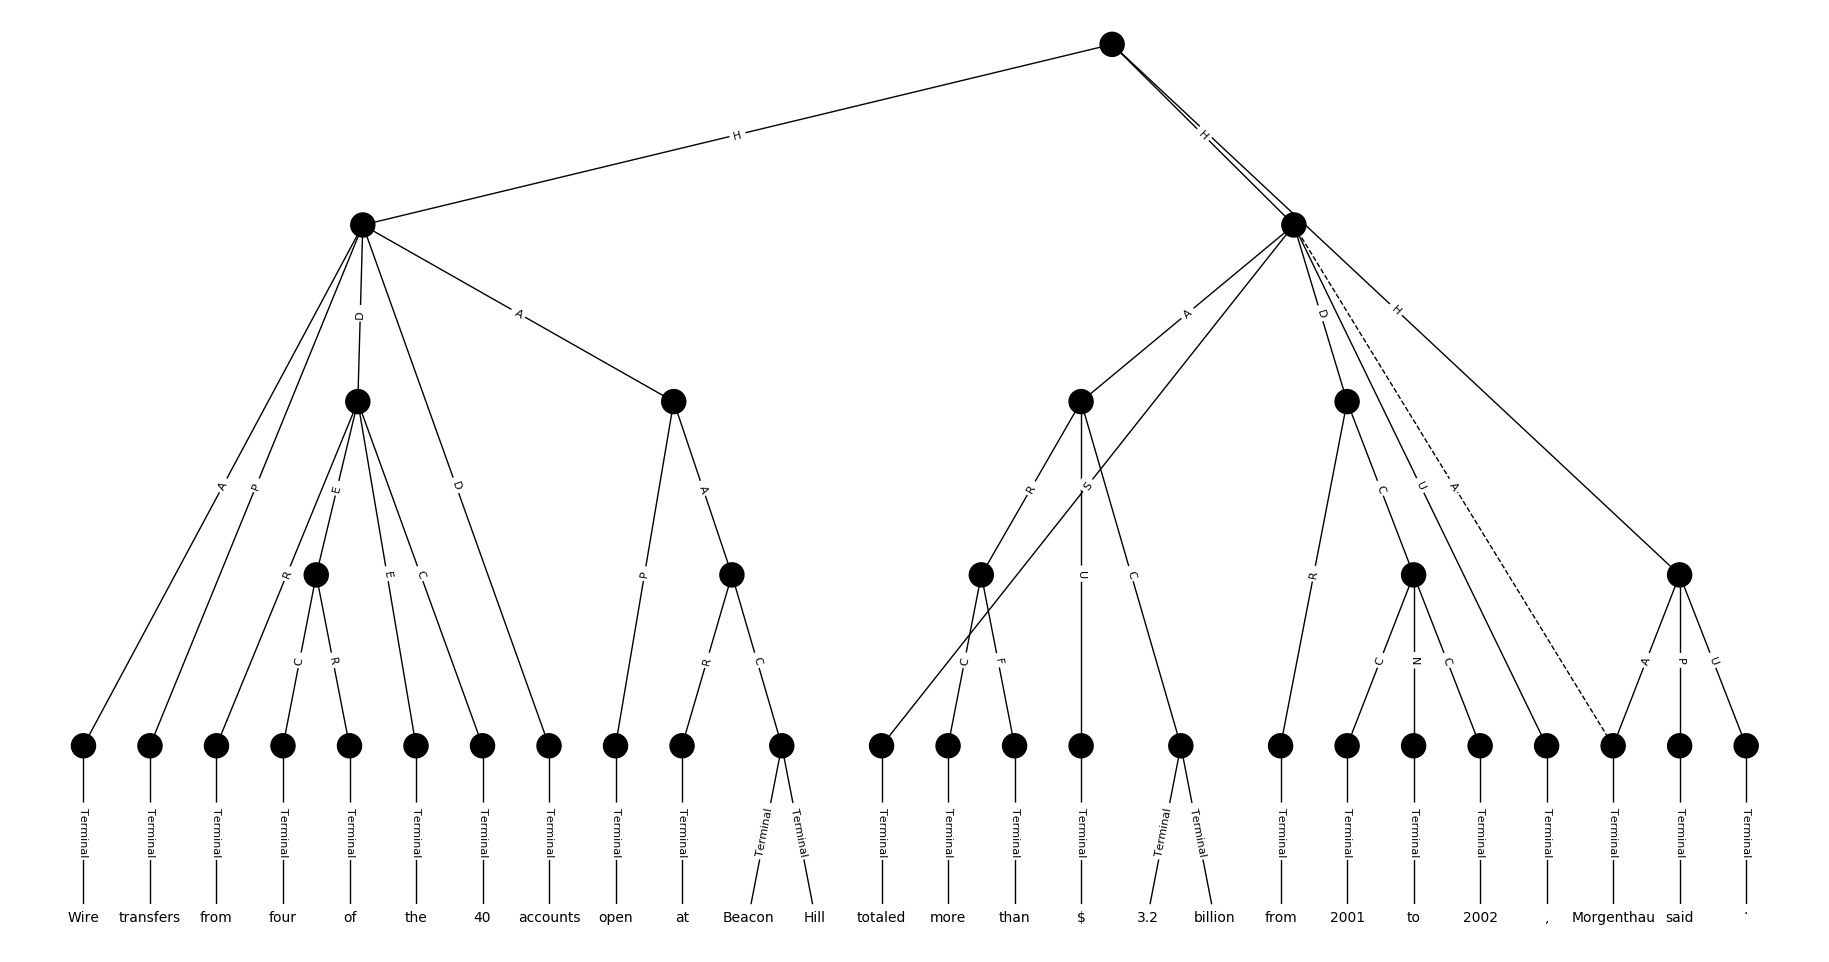 H H
A D A A D H
A P E D A R S U C C U A
R E C P R
C R R C C F C N C A P U
Terminal Terminal Terminal Terminal Terminal Terminal Terminal Terminal Terminal Terminal Terminal Terminal Terminal Terminal Terminal Terminal Terminal Terminal Terminal Terminal Terminal Terminal Terminal Terminal Terminal Terminal
Wire transfers from four of the 40 accounts open at Beacon Hill totaled more than $ 3.2 billion from 2001 to 2002 , Morgenthau said .